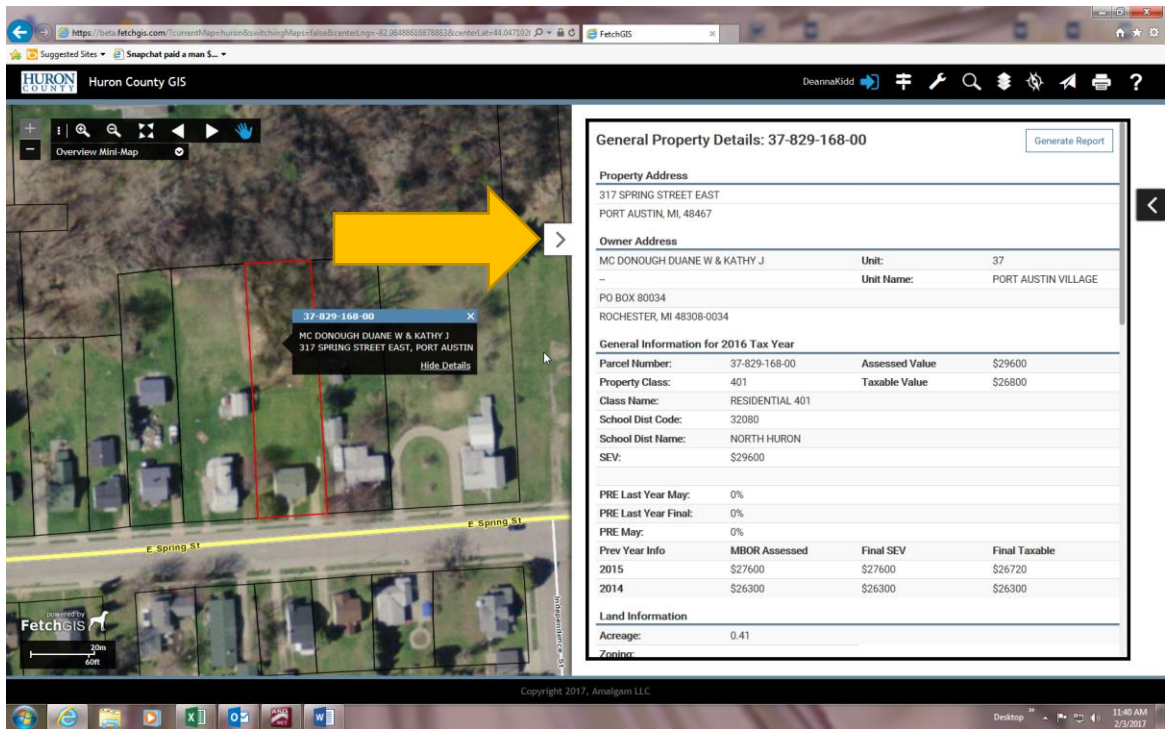 https://beta.fetchgis.com/?currentMap=huron&switchingMaps=false&centerLng=-82.98488616878883&centerLat=44.047102
FetchGIS
Suggested Sites
Snapchat paid a man $...
HURON COUNTY
Huron County GIS
DeannaKidd
?
Overview Mini-Map
37-829-168-00
MC DONOUGH DUANE W & KATHY J
317 SPRING STREET EAST, PORT AUSTIN
Hide Details
E Spring St
E Spring St
Independence St
powered by
FetchGIS
20m
60ft
General Property Details: 37-829-168-00
Generate Report
Property Address
317 SPRING STREET EAST
PORT AUSTIN, MI, 48467
Owner Address
MC DONOUGH DUANE W & KATHY J Unit: 37
-- Unit Name: PORT AUSTIN VILLAGE
PO BOX 80034
ROCHESTER, MI 48308-0034
General Information for 2016 Tax Year
Parcel Number: 37-829-168-00 Assessed Value $29600
Property Class: 401 Taxable Value $26800
Class Name: RESIDENTIAL 401
School Dist Code: 32080
School Dist Name: NORTH HURON
SEV: $29600
PRE Last Year May: 0%
PRE Last Year Final: 0%
PRE May: 0%
Prev Year Info MBOR Assessed Final SEV Final Taxable
2015 $27600 $27600 $26720
2014 $26300 $26300 $26300
Land Information
Acreage: 0.41
Zoning:
Copyright 2017, Amalgam LLC
Desktop
11:40 AM
2/3/2017